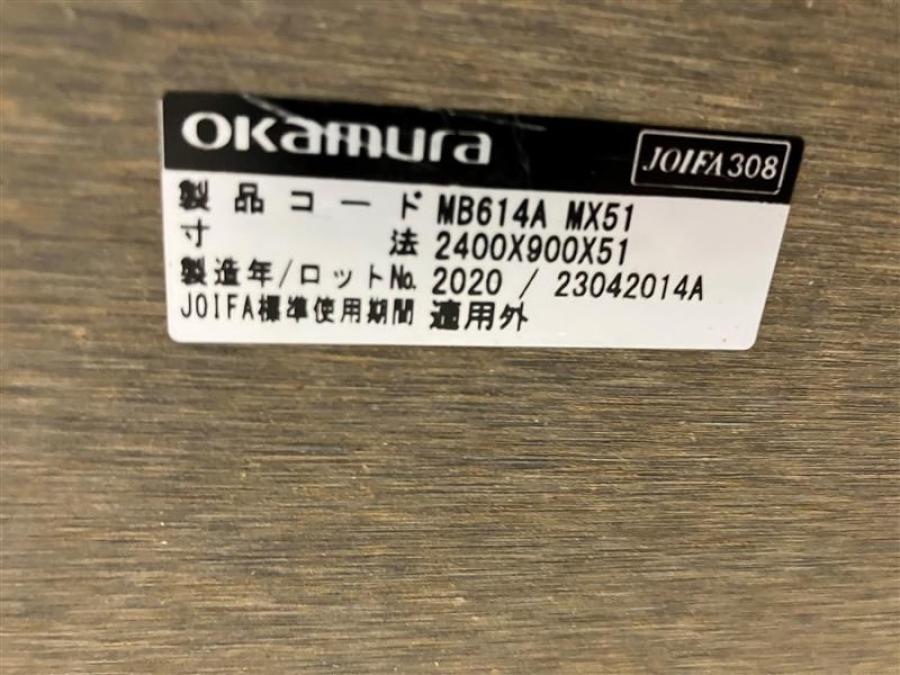 okamura
JOIFA308
製品コード MB614A MX51
寸法 2400X900X51
製造年/ロットNo. 2020 / 23042014A
JOIFA標準使用期間 適用外